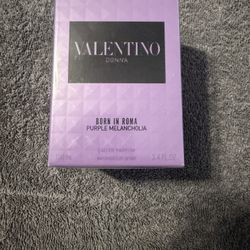 VALENTINO
DONNA
BORN IN ROMA
PURPLE MELANCHOLIA
EAU DE PARFUM
3.4 FL.OZ